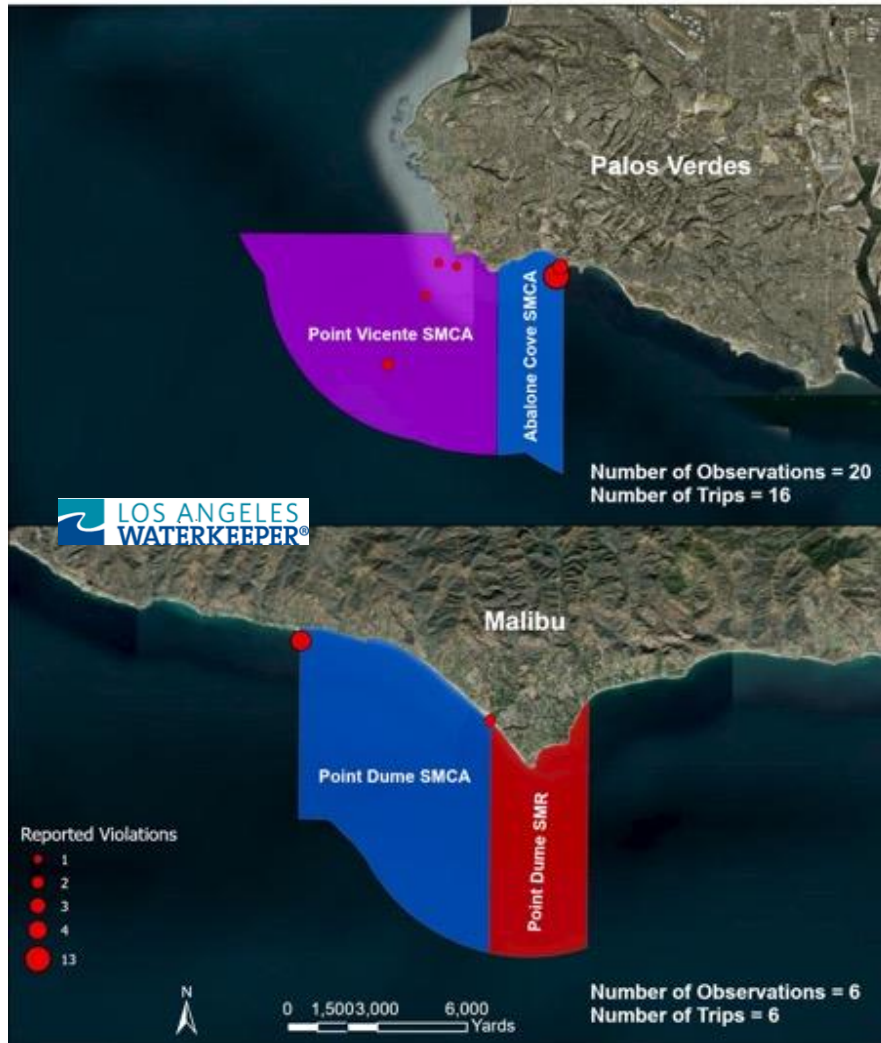 Palos Verdes
Point Vicente SMCA
Abalone Cove SMCA
Number of Observations = 20
Number of Trips = 16
LOS ANGELES
WATERKEEPER®
Malibu
Point Dume SMCA
Point Dume SMR
Reported Violations
1
2
3
4
13
N
0 1,500 3,000 6,000
Yards
Number of Observations = 6
Number of Trips = 6